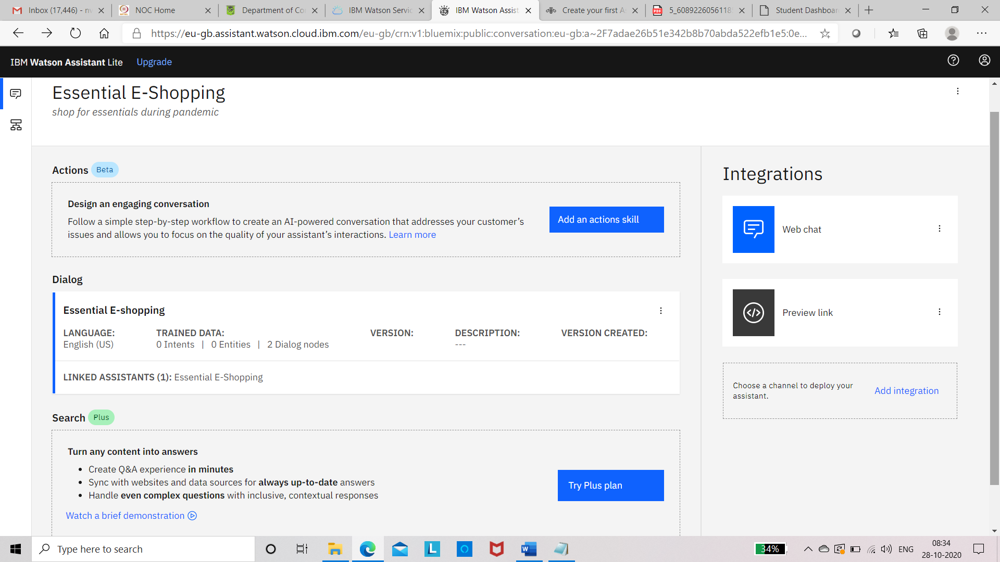 Inbox (17,446) - nv
NOC Home
Department of Co
IBM Watson Servic
IBM Watson Assist
Create your first A
5_6089226056118
Student Dashboar
https://eu-gb.assistant.watson.cloud.ibm.com/eu-gb/crn:v1:bluemix:public:conversation:eu-gb:a~2F7adae26b51e342b8b70abda522efb1e5:0e...
IBM Watson Assistant Lite Upgrade
Essential E-Shopping
shop for essentials during pandemic
Actions Beta
Design an engaging conversation
Follow a simple step-by-step workflow to create an AI-powered conversation that addresses your customer’s
issues and allows you to focus on the quality of your assistant’s interactions. Learn more
Add an actions skill
Dialog
Essential E-shopping
LANGUAGE: TRAINED DATA: VERSION: DESCRIPTION: VERSION CREATED:
English (US) 0 Intents | 0 Entities | 2 Dialog nodes ---
LINKED ASSISTANTS (1): Essential E-Shopping
Search Plus
Turn any content into answers
• Create Q&A experience in minutes
• Sync with websites and data sources for always up-to-date answers
• Handle even complex questions with inclusive, contextual responses
Watch a brief demonstration
Try Plus plan
Integrations
Web chat
Preview link
Choose a channel to deploy your
assistant.
Add integration
Type here to search
34%
ENG
08:34
28-10-2020